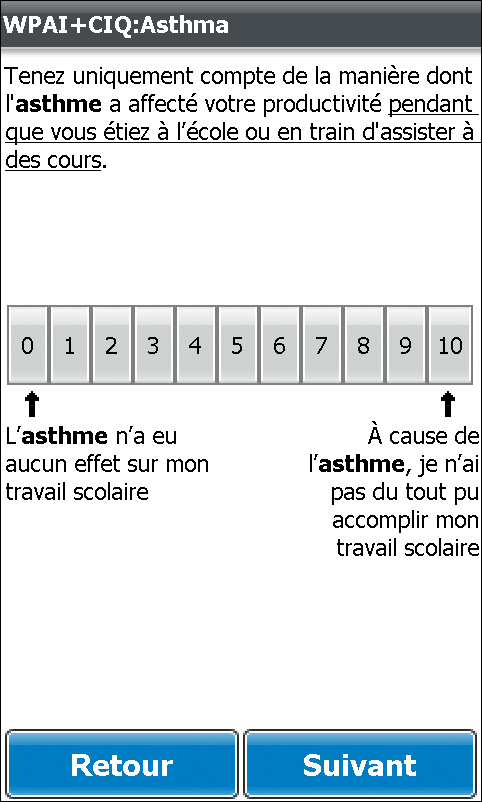 WPAI+CIQ:Asthma
Tenez uniquement compte de la manière dont
l'asthme a affecté votre productivité pendant
que vous étiez à l’école ou en train d'assister à
des cours.
0 1 2 3 4 5 6 7 8 9 10
L’asthme n’a eu
aucun effet sur mon
travail scolaire
À cause de
l’asthme, je n’ai
pas du tout pu
accomplir mon
travail scolaire
Retour Suivant